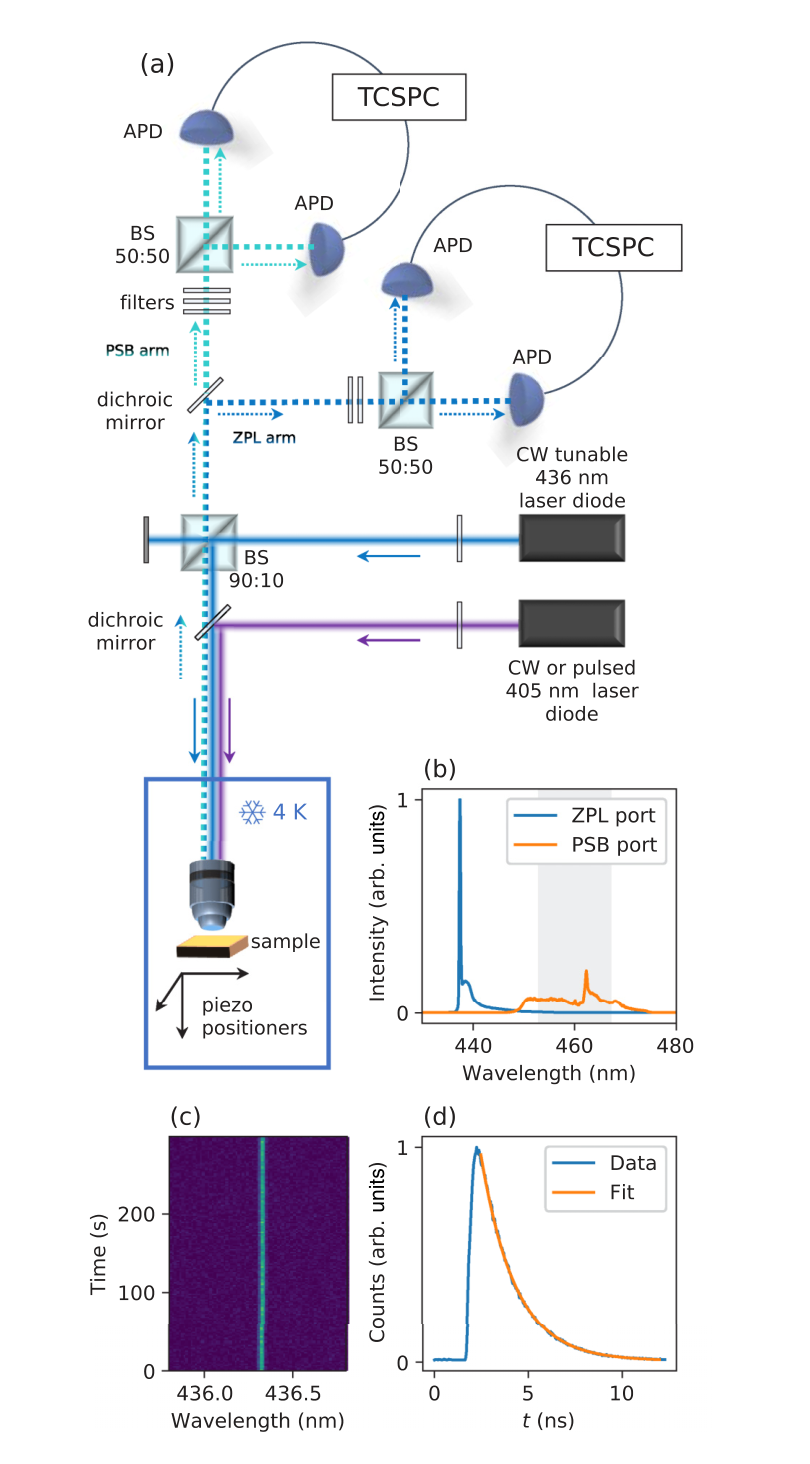 (a)
TCSPC
APD
APD
BS
50:50
APD
TCSPC
filters
PSB arm
APD
dichroic
mirror
ZPL arm
BS
50:50
CW tunable
436 nm
laser diode
BS
90:10
dichroic
mirror
CW or pulsed
405 nm laser
diode
4 K
sample
piezo
positioners
(b)
Intensity (arb. units)
1
0
ZPL port
PSB port
440
460
480
Wavelength (nm)
(c)
Time (s)
200
100
0
436.0
436.5
Wavelength (nm)
(d)
Counts (arb. units)
1
0
Data
Fit
0
5
10
t (ns)